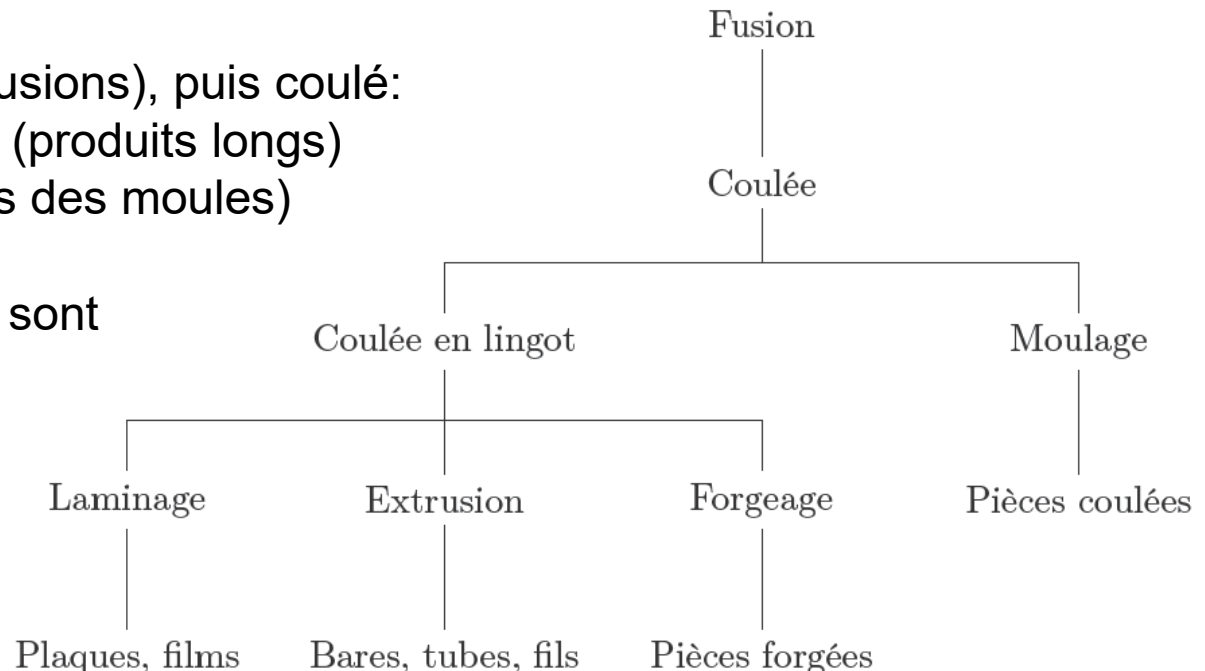 usions), puis coulé:
(produits longs)
s des moules)
sont
Fusion
Coulée
Coulée en lingot
Moulage
Laminage
Extrusion
Forgeage
Pièces coulées
Plaques, films
Bares, tubes, fils
Pièces forgées